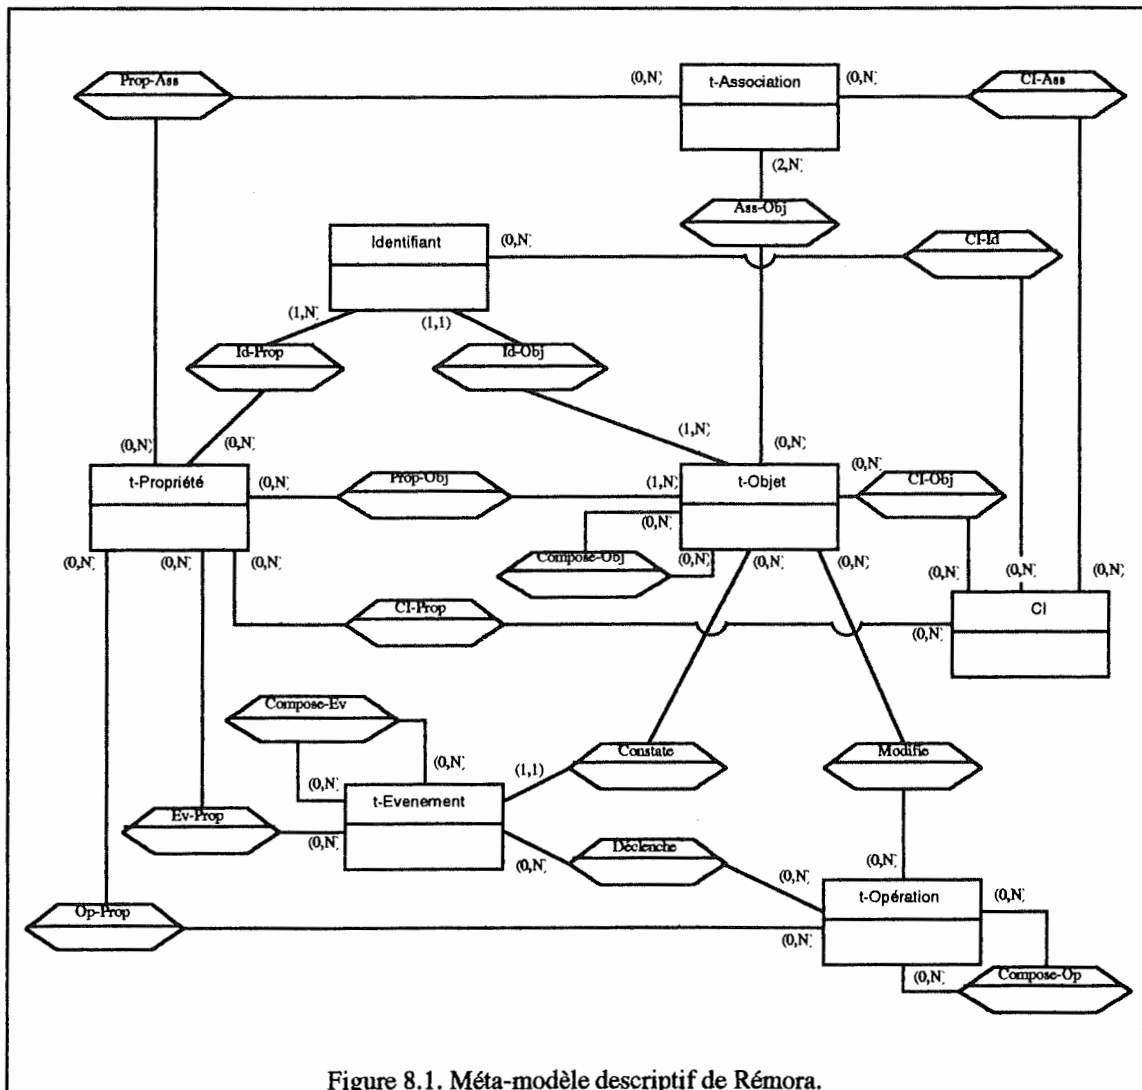 Prop-Ass
(0,N)
t-Association
(0,N)
CI-Ass
(2,N)
Ass-Obj
Identifiant
(0,N)
CI-Id
(1,N)
(1,1)
Id-Prop
Id-Obj
(0,N)
(0,N)
(1,N)
(0,N)
t-Propriété
(0,N)
Prop-Obj
(1,N)
t-Objet
(0,N)
CI-Obj
(0,N)
Compose-Obj
(0,N)
(0,N)
(0,N)
(0,N)
(0,N)
(0,N)
(0,N)
(0,N)
(0,N)
CI-Prop
(0,N)
CI
Compose-Ev
(0,N)
(0,N)
(1,1)
Constate
Modifie
t-Evenement
Ev-Prop
(0,N)
(0,N)
Déclenche
(0,N)
(0,N)
Op-Prop
t-Opération
(0,N)
(0,N)
(0,N)
Compose-Op
Figure 8.1. Méta-modèle descriptif de Rémora.